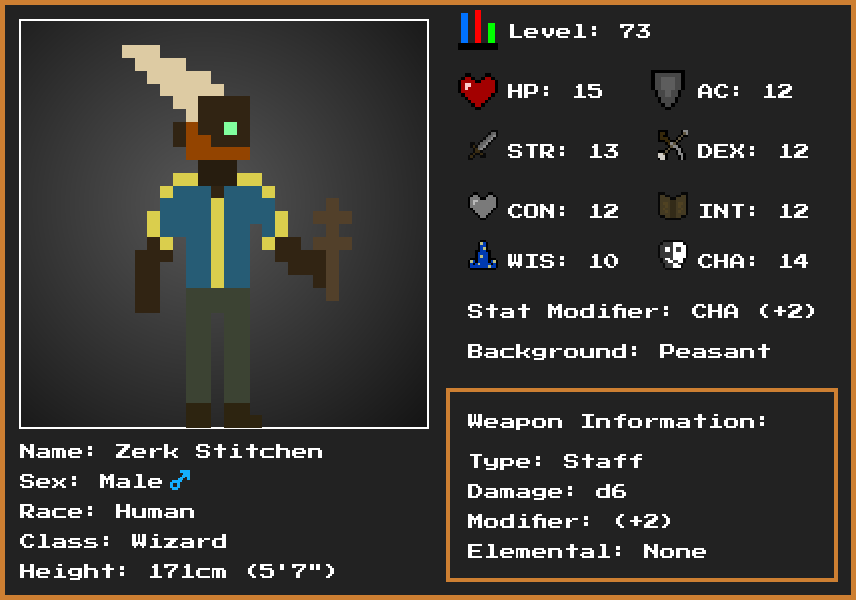 Level: 73
HP: 15
AC: 12
STR: 13
DEX: 12
CON: 12
INT: 12
WIS: 10
CHA: 14
Stat Modifier: CHA (+2)
Background: Peasant
Weapon Information:
Type: Staff
Damage: d6
Modifier: (+2)
Elemental: None
Name: Zerk Stitchen
Sex: Male♂
Race: Human
Class: Wizard
Height: 171cm (5'7")